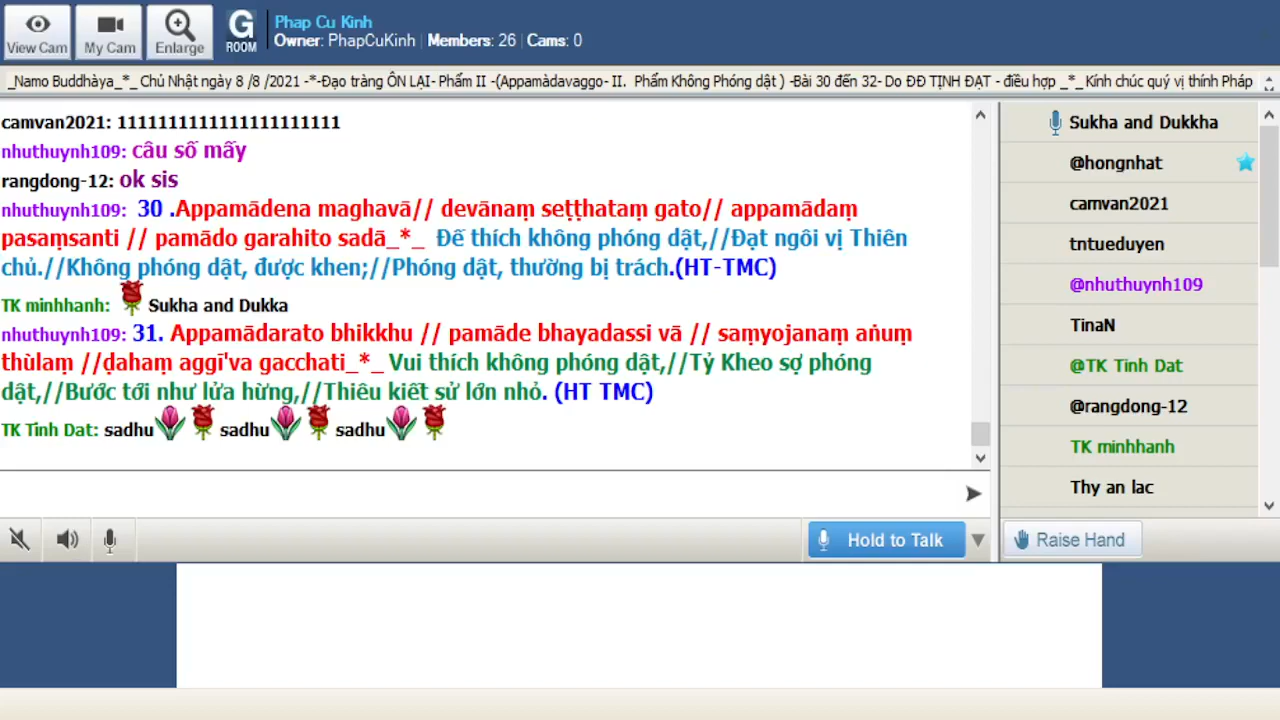 View Cam
My Cam
Enlarge
G
ROOM
Phap Cu Kinh
Owner: PhapCuKinh | Members: 26 | Cams: 0
_Namo Buddhàya_*_ Chủ Nhật ngày 8 /8 /2021 -*-Đạo tràng ÔN LẠI- Phẩm II -(Appamàdavaggo- II. Phẩm Không Phóng dật ) -Bài 30 đến 32- Do ĐĐ TỊNH ĐẠT - điều hợp _*_ Kính chúc quý vị thính Pháp
camvan2021: 1111111111111111111111
nhuthuynh109: câu số mấy
rangdong-12: ok sis
nhuthuynh109: 30 .Appamādena maghavā// devānaṃ seṭṭhataṃ gato// appamādaṃ
pasaṃsanti // pamādo garahito sadā_*_ Đế thích không phóng dật,//Đạt ngôi vị Thiên
chủ.//Không phóng dật, được khen;//Phóng dật, thường bị trách.(HT-TMC)
TK minhhanh: Sukha and Dukka
nhuthuynh109: 31. Appamādarato bhikkhu // pamāde bhayadassi vā // saṃyojanaṃ aṅuṃ
thùlaṃ //ḍahaṃ aggī'va gacchati_*_ Vui thích không phóng dật,//Tỷ Kheo sợ phóng
dật,//Bước tới như lửa hừng,//Thiêu kiết sử lớn nhỏ. (HT TMC)
TK Tinh Dat: sadhu sadhu sadhu
Sukha and Dukkha
@hongnhat
camvan2021
tntueduyen
@nhuthuynh109
TinaN
@TK Tinh Dat
@rangdong-12
TK minhhanh
Thy an lac
Hold to Talk
Raise Hand